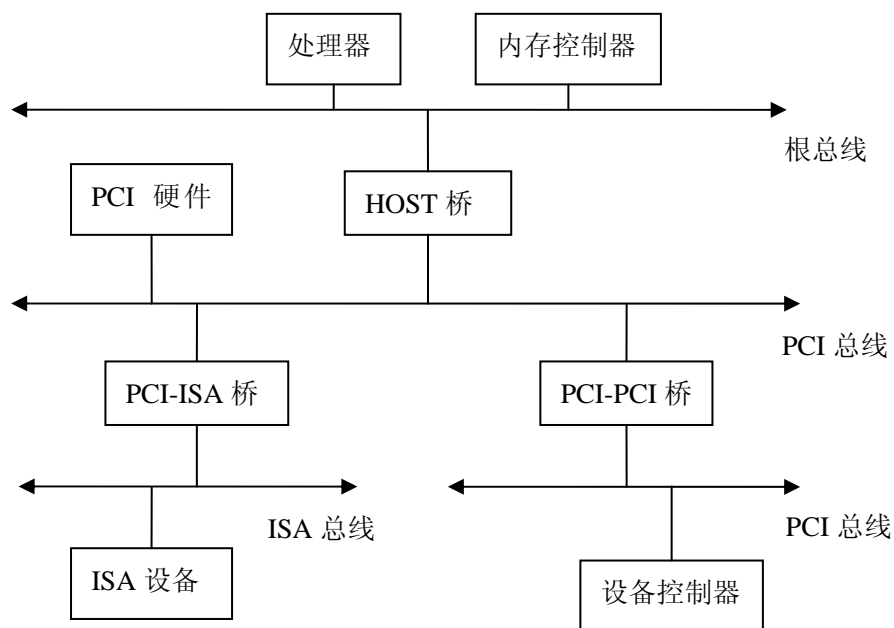 处理器
内存控制器
根总线
PCI 硬件
HOST 桥
PCI 总线
PCI-ISA 桥
PCI-PCI 桥
ISA 总线
PCI 总线
ISA 设备
设备控制器